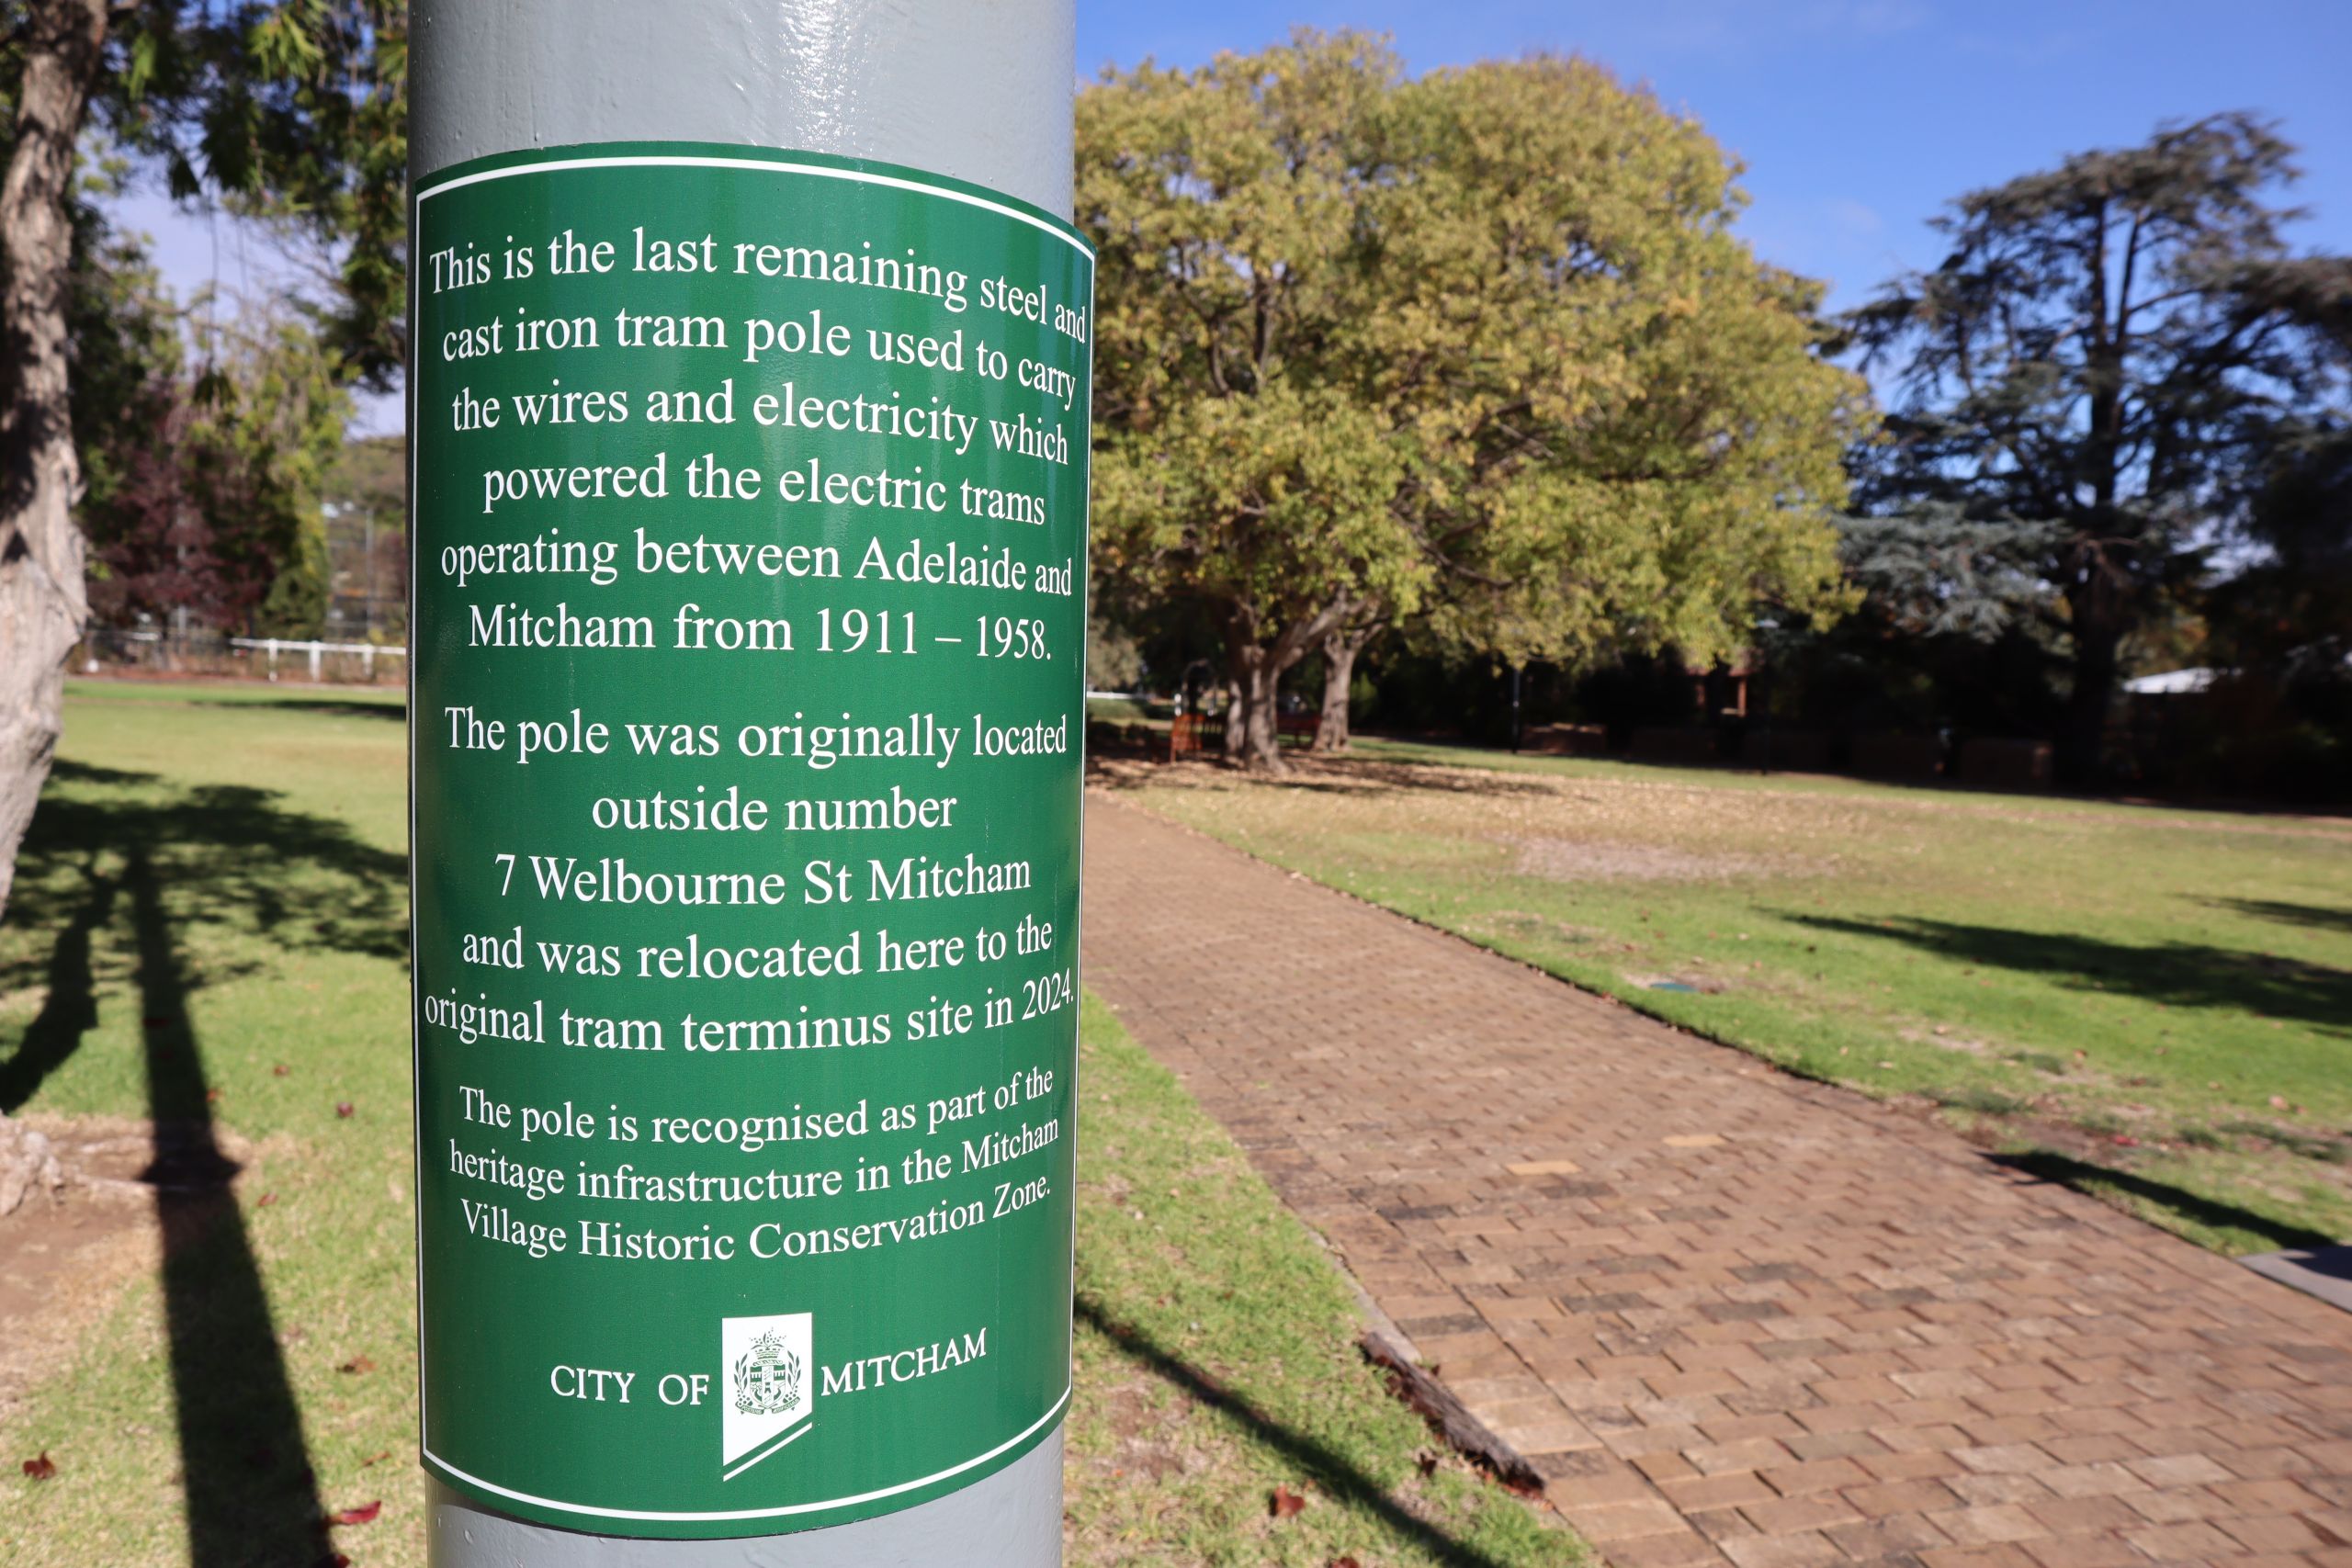 This is the last remaining steel and
cast iron tram pole used to carry
the wires and electricity which
powered the electric trams
operating between Adelaide and
Mitcham from 1911 – 1958.
The pole was originally located
outside number
7 Welbourne St Mitcham
and was relocated here to the
original tram terminus site in 2024.
The pole is recognised as part of the
heritage infrastructure in the Mitcham
Village Historic Conservation Zone.
CITY OF MITCHAM